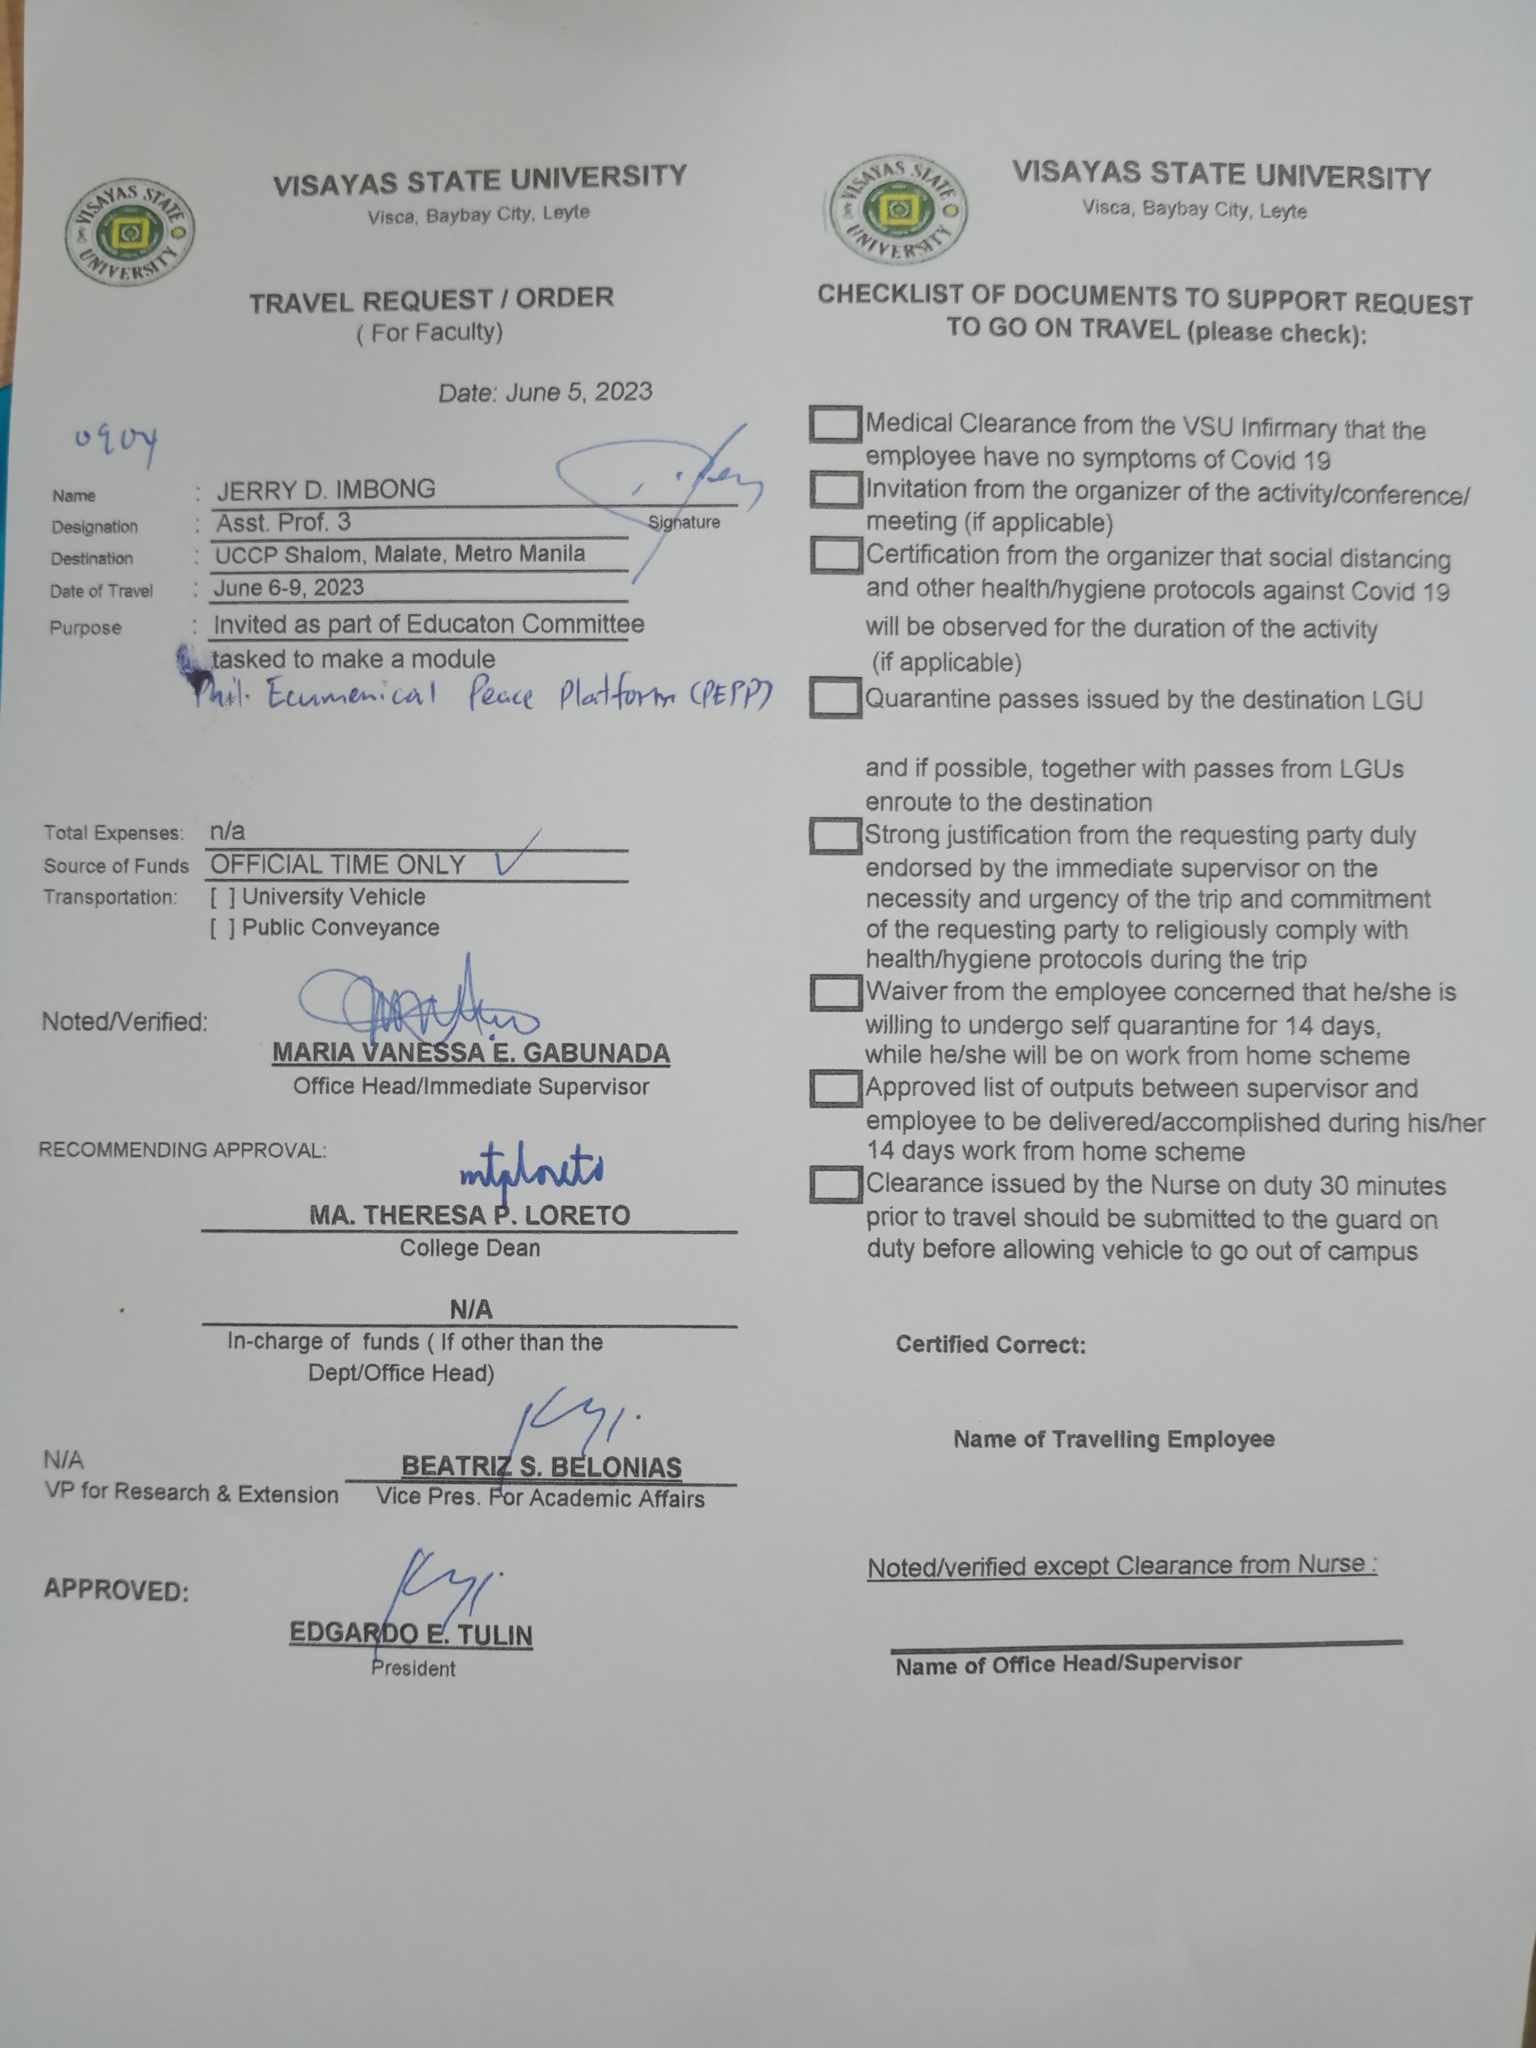 VISAYAS STATE UNIVERSITY
VISAYAS STATE UNIVERSITY
Visca, Baybay City, Leyte
TRAVEL REQUEST / ORDER
( For Faculty)
Date: June 5, 2023
0904
Name : JERRY D. IMBONG
Signature
Designation : Asst. Prof. 3
Destination : UCCP Shalom, Malate, Metro Manila
Date of Travel : June 6-9, 2023
Purpose : Invited as part of Educaton Committee
tasked to make a module
Phil. Ecumenical Peace Platform (PEPP)
Total Expenses: n/a
Source of Funds OFFICIAL TIME ONLY ✓
Transportation: [ ] University Vehicle
[ ] Public Conveyance
Noted/Verified:
MARIA VANESSA E. GABUNADA
Office Head/Immediate Supervisor
RECOMMENDING APPROVAL:
mtploreto
MA. THERESA P. LORETO
College Dean
N/A
In-charge of funds ( If other than the
Dept/Office Head)
N/A
VP for Research & Extension
BEATRIZ S. BELONIAS
Vice Pres. For Academic Affairs
APPROVED:
EDGARDO E. TULIN
President
VISAYAS STATE UNIVERSITY
VISAYAS STATE UNIVERSITY
Visca, Baybay City, Leyte
CHECKLIST OF DOCUMENTS TO SUPPORT REQUEST
TO GO ON TRAVEL (please check):
Medical Clearance from the VSU Infirmary that the
employee have no symptoms of Covid 19
Invitation from the organizer of the activity/conference/
meeting (if applicable)
Certification from the organizer that social distancing
and other health/hygiene protocols against Covid 19
will be observed for the duration of the activity
(if applicable)
Quarantine passes issued by the destination LGU
and if possible, together with passes from LGUs
enroute to the destination
Strong justification from the requesting party duly
endorsed by the immediate supervisor on the
necessity and urgency of the trip and commitment
of the requesting party to religiously comply with
health/hygiene protocols during the trip
Waiver from the employee concerned that he/she is
willing to undergo self quarantine for 14 days,
while he/she will be on work from home scheme
Approved list of outputs between supervisor and
employee to be delivered/accomplished during his/her
14 days work from home scheme
Clearance issued by the Nurse on duty 30 minutes
prior to travel should be submitted to the guard on
duty before allowing vehicle to go out of campus
Certified Correct:
Name of Travelling Employee
Noted/verified except Clearance from Nurse :
Name of Office Head/Supervisor